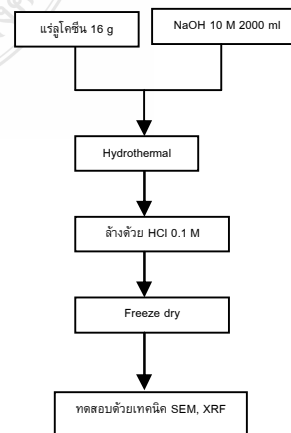 แร่ลูโคซีน 16 g
NaOH 10 M 2000 ml
Hydrothermal
ล้างด้วย HCl 0.1 M
Freeze dry
ทดสอบด้วยเทคนิค SEM, XRF